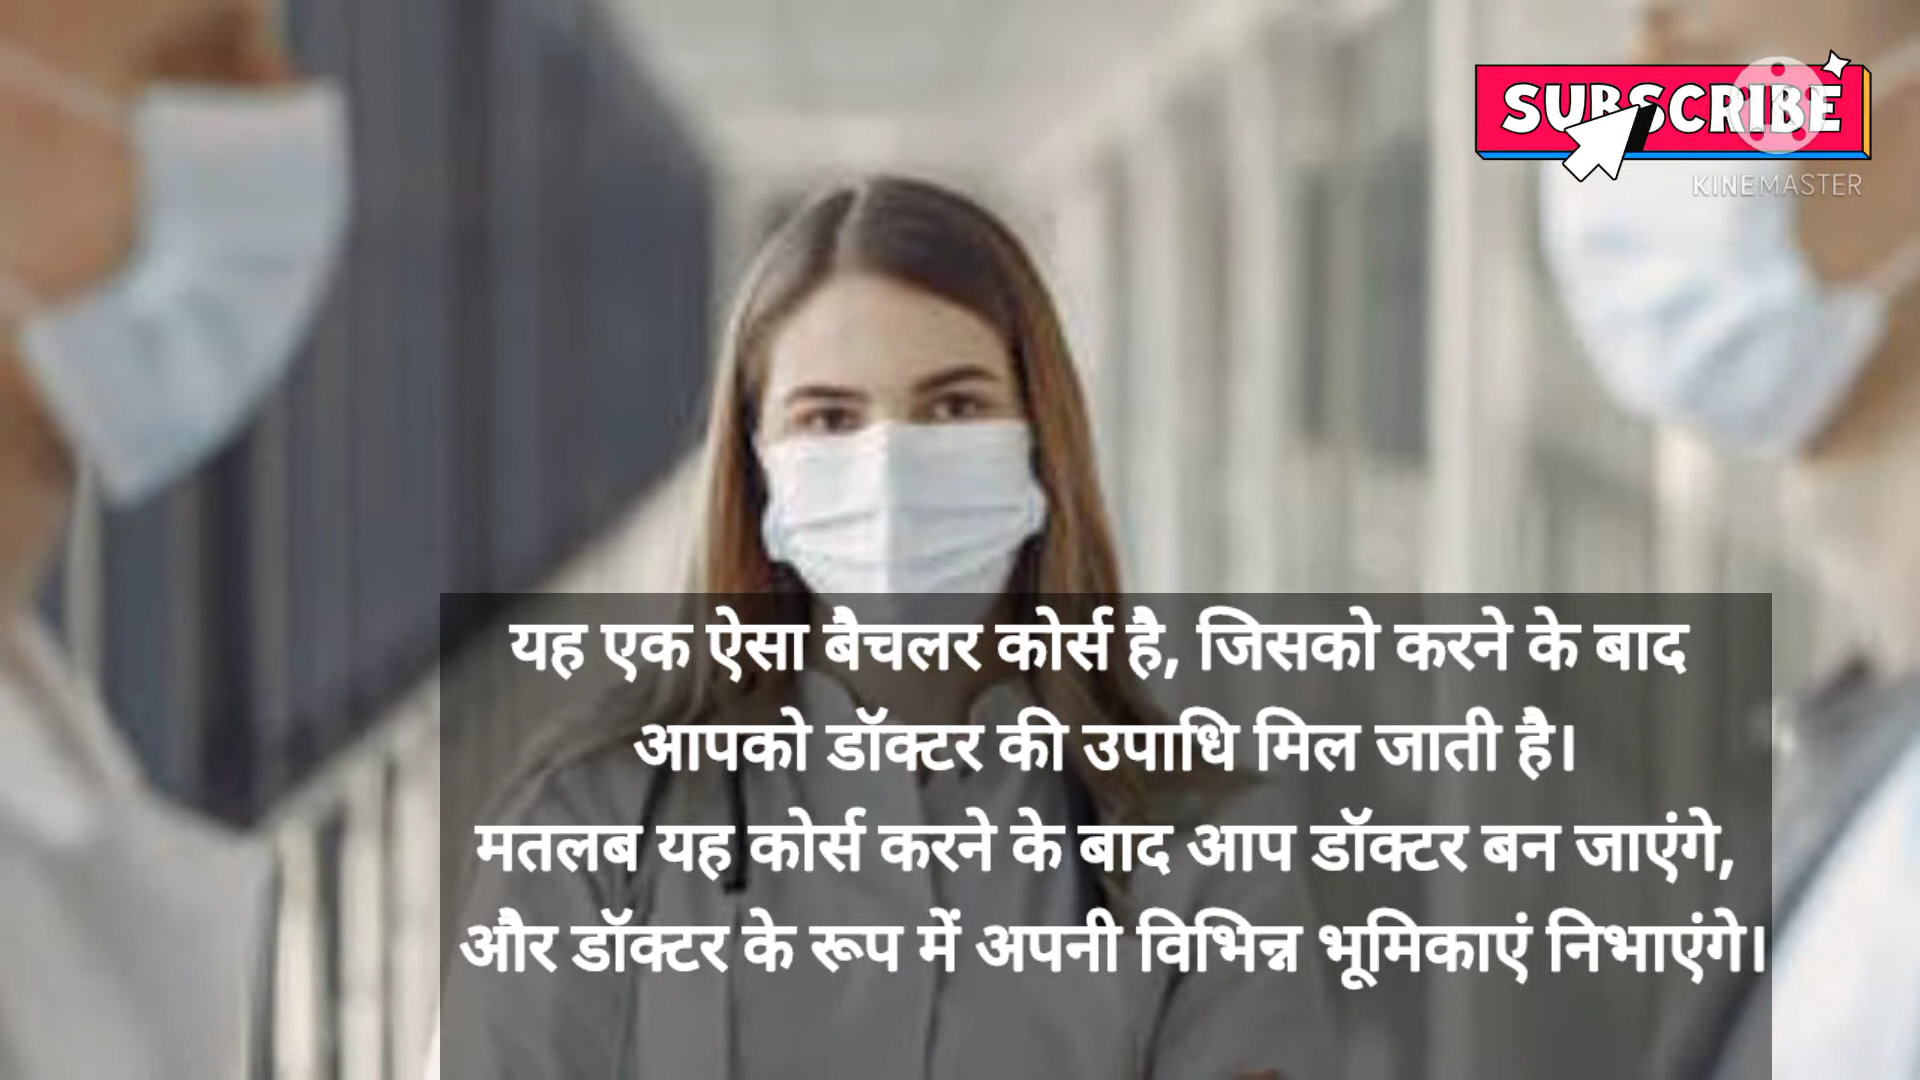 SUBSCRIBE
KINEMASTER
यह एक ऐसा बैचलर कोर्स है, जिसको करने के बाद
आपको डॉक्टर की उपाधि मिल जाती है।
मतलब यह कोर्स करने के बाद आप डॉक्टर बन जाएंगे,
और डॉक्टर के रूप में अपनी विभिन्न भूमिकाएं निभाएंगे।